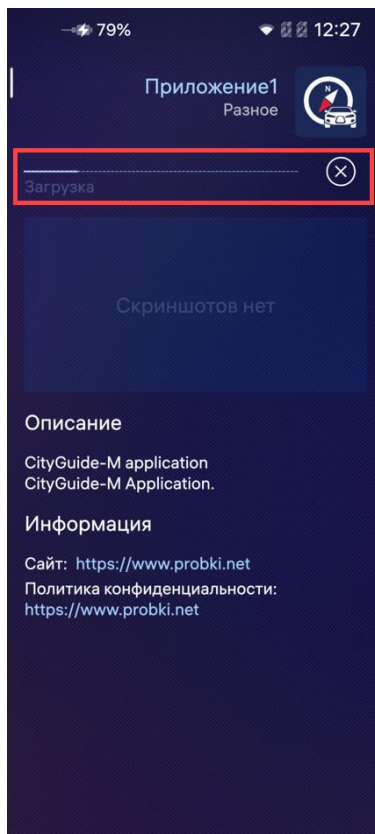 79%
12:27
Приложение1
Разное
N
Загрузка
Скриншотов нет
Описание
CityGuide-M application
CityGuide-M Application.
Информация
Сайт: https://www.probki.net
Политика конфиденциальности:
https://www.probki.net